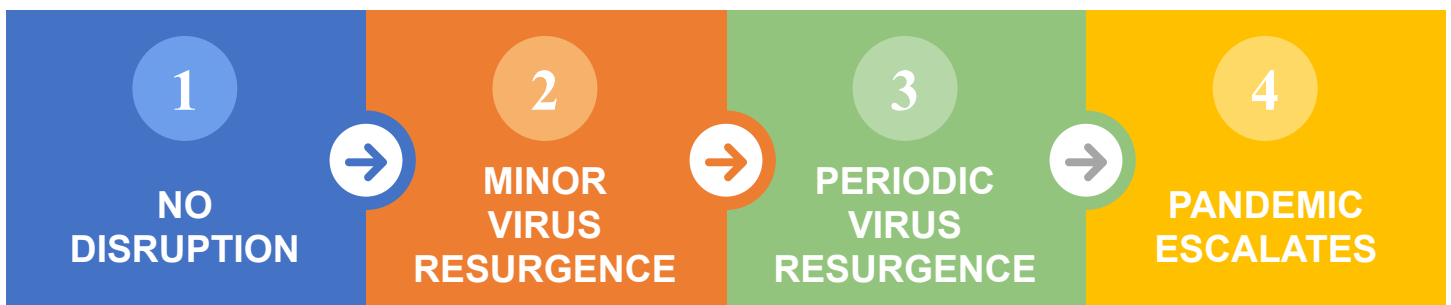 1
NO
DISRUPTION
2
MINOR
VIRUS
RESURGENCE
3
PERIODIC
VIRUS
RESURGENCE
4
PANDEMIC
ESCALATES